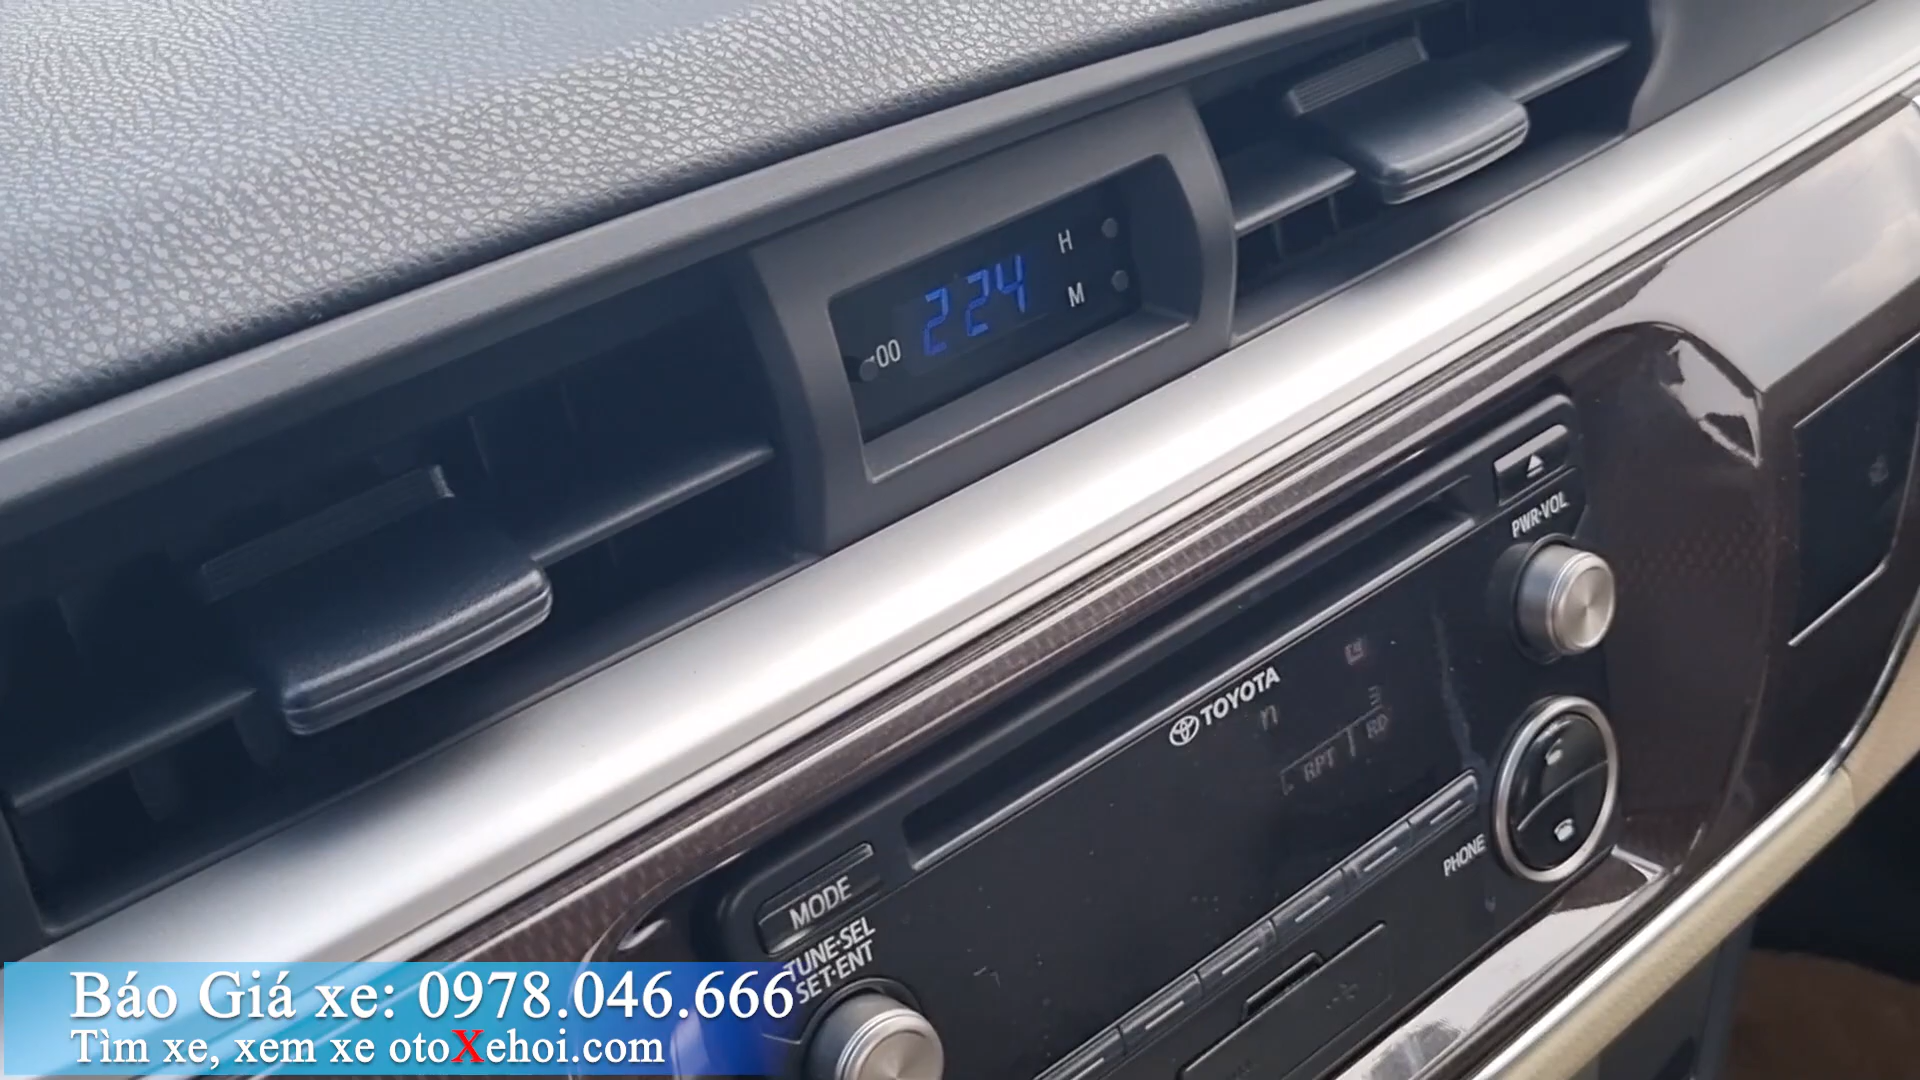 H
M
:00
2 24
PWR·VOL
TOYOTA
RPT
RD
PHONE
MODE
TUNE·SEL
SET·ENT
Báo Giá xe: 0978.046.666
Tìm xe, xem xe otoXehoi.com